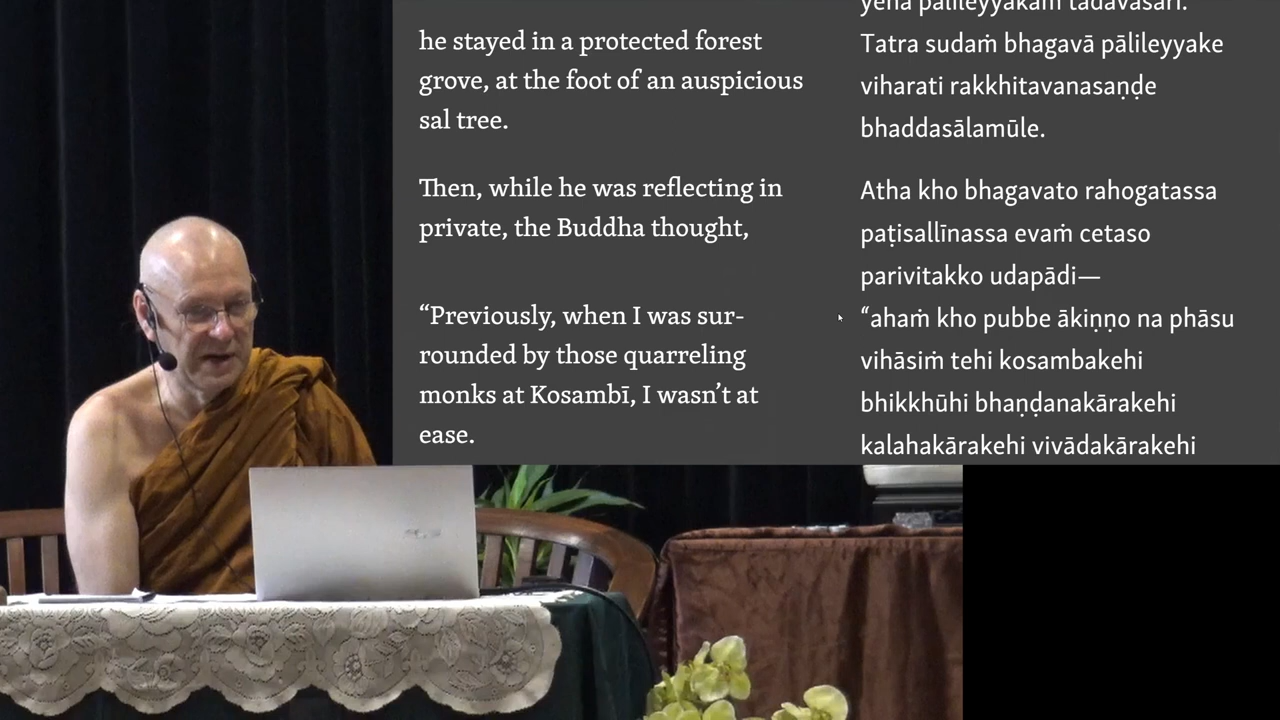 he stayed in a protected forest
grove, at the foot of an auspicious
sal tree.
Then, while he was reflecting in
private, the Buddha thought,
“Previously, when I was sur-
rounded by those quarreling
monks at Kosambī, I wasn’t at
ease.
yena pālileyyakaṁ tadavasari.
Tatra sudaṁ bhagavā pālileyyake
viharati rakkhitavanasaṇḍe
bhaddasālamūle.
Atha kho bhagavato rahogatassa
paṭisallīnassa evaṁ cetaso
parivitakko udapādi—
“ahaṁ kho pubbe ākiṇṇo na phāsu
vihāsiṁ tehi kosambakehi
bhikkhūhi bhaṇḍanakārakehi
kalahakārakehi vivādakārakehi